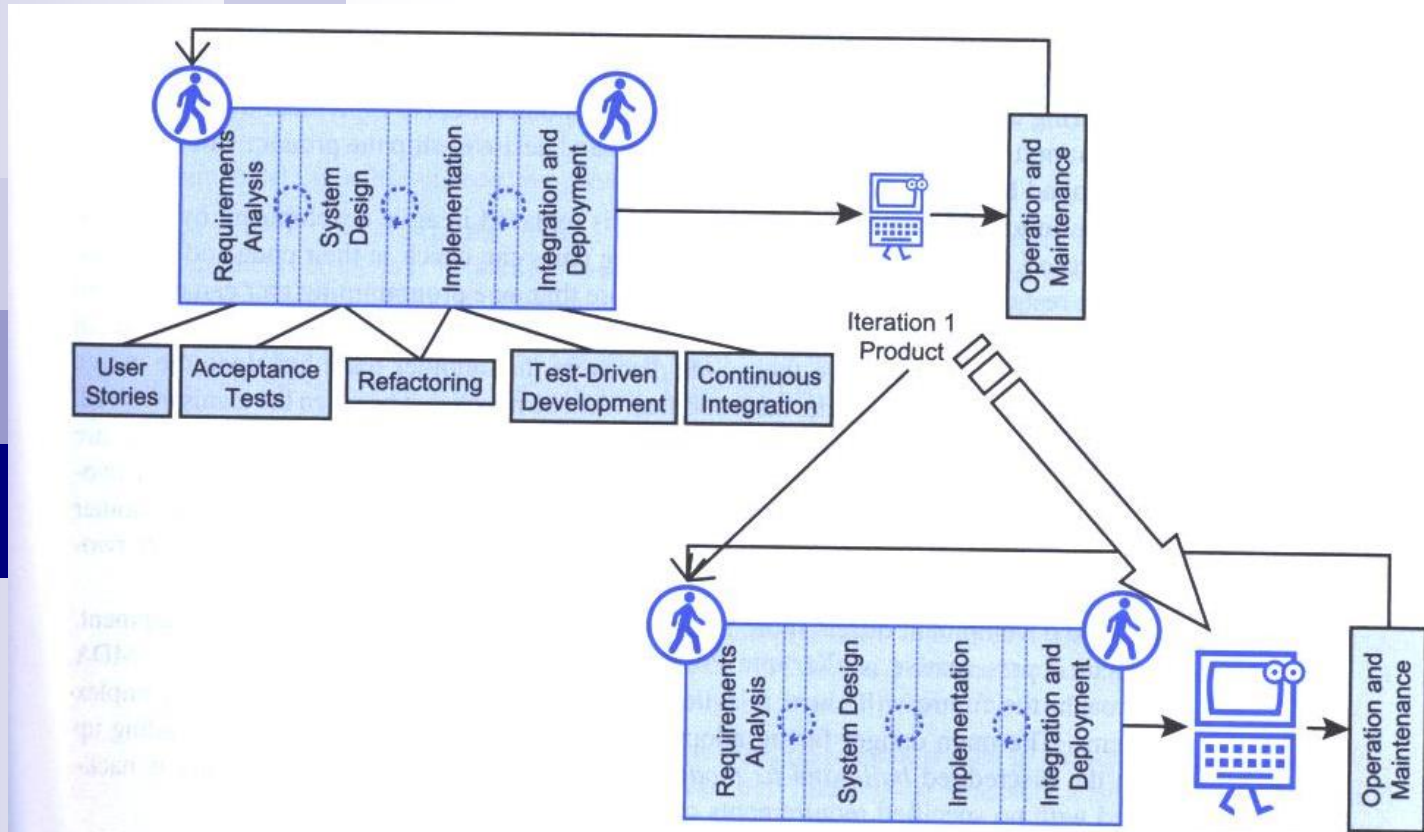 Requirements
Analysis
System
Design
Implementation
Integration and
Deployment
Operation and
Maintenance
User
Stories
Acceptance
Tests
Refactoring
Test-Driven
Development
Continuous
Integration
Iteration 1
Product
Requirements
Analysis
System Design
Implementation
Integration and
Deployment
Operation and
Maintenance